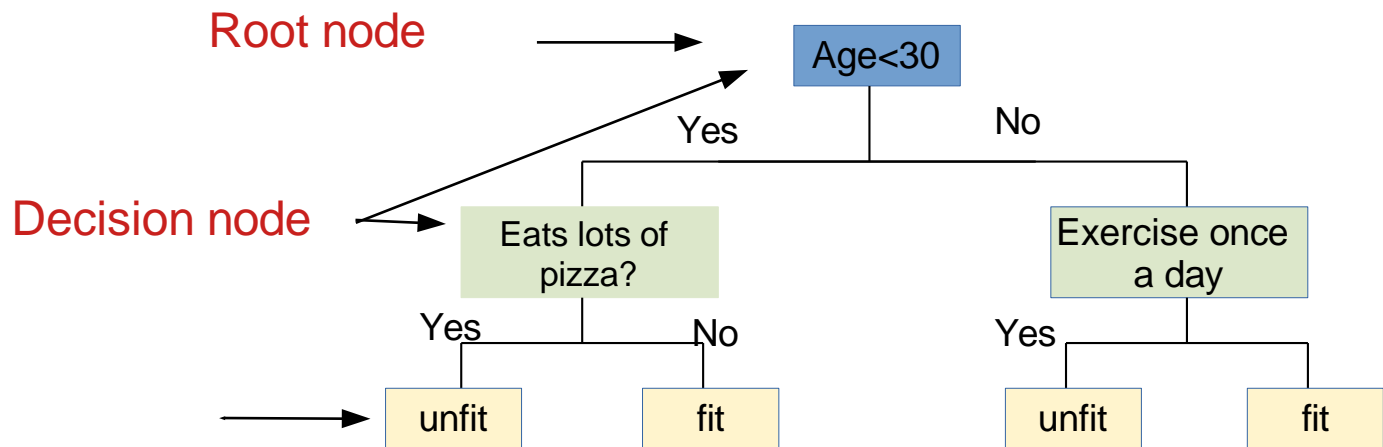 Root node
Age<30
Yes
No
Decision node
Eats lots of
pizza?
Exercise once
a day
Yes
No
Yes
unfit
fit
unfit
fit